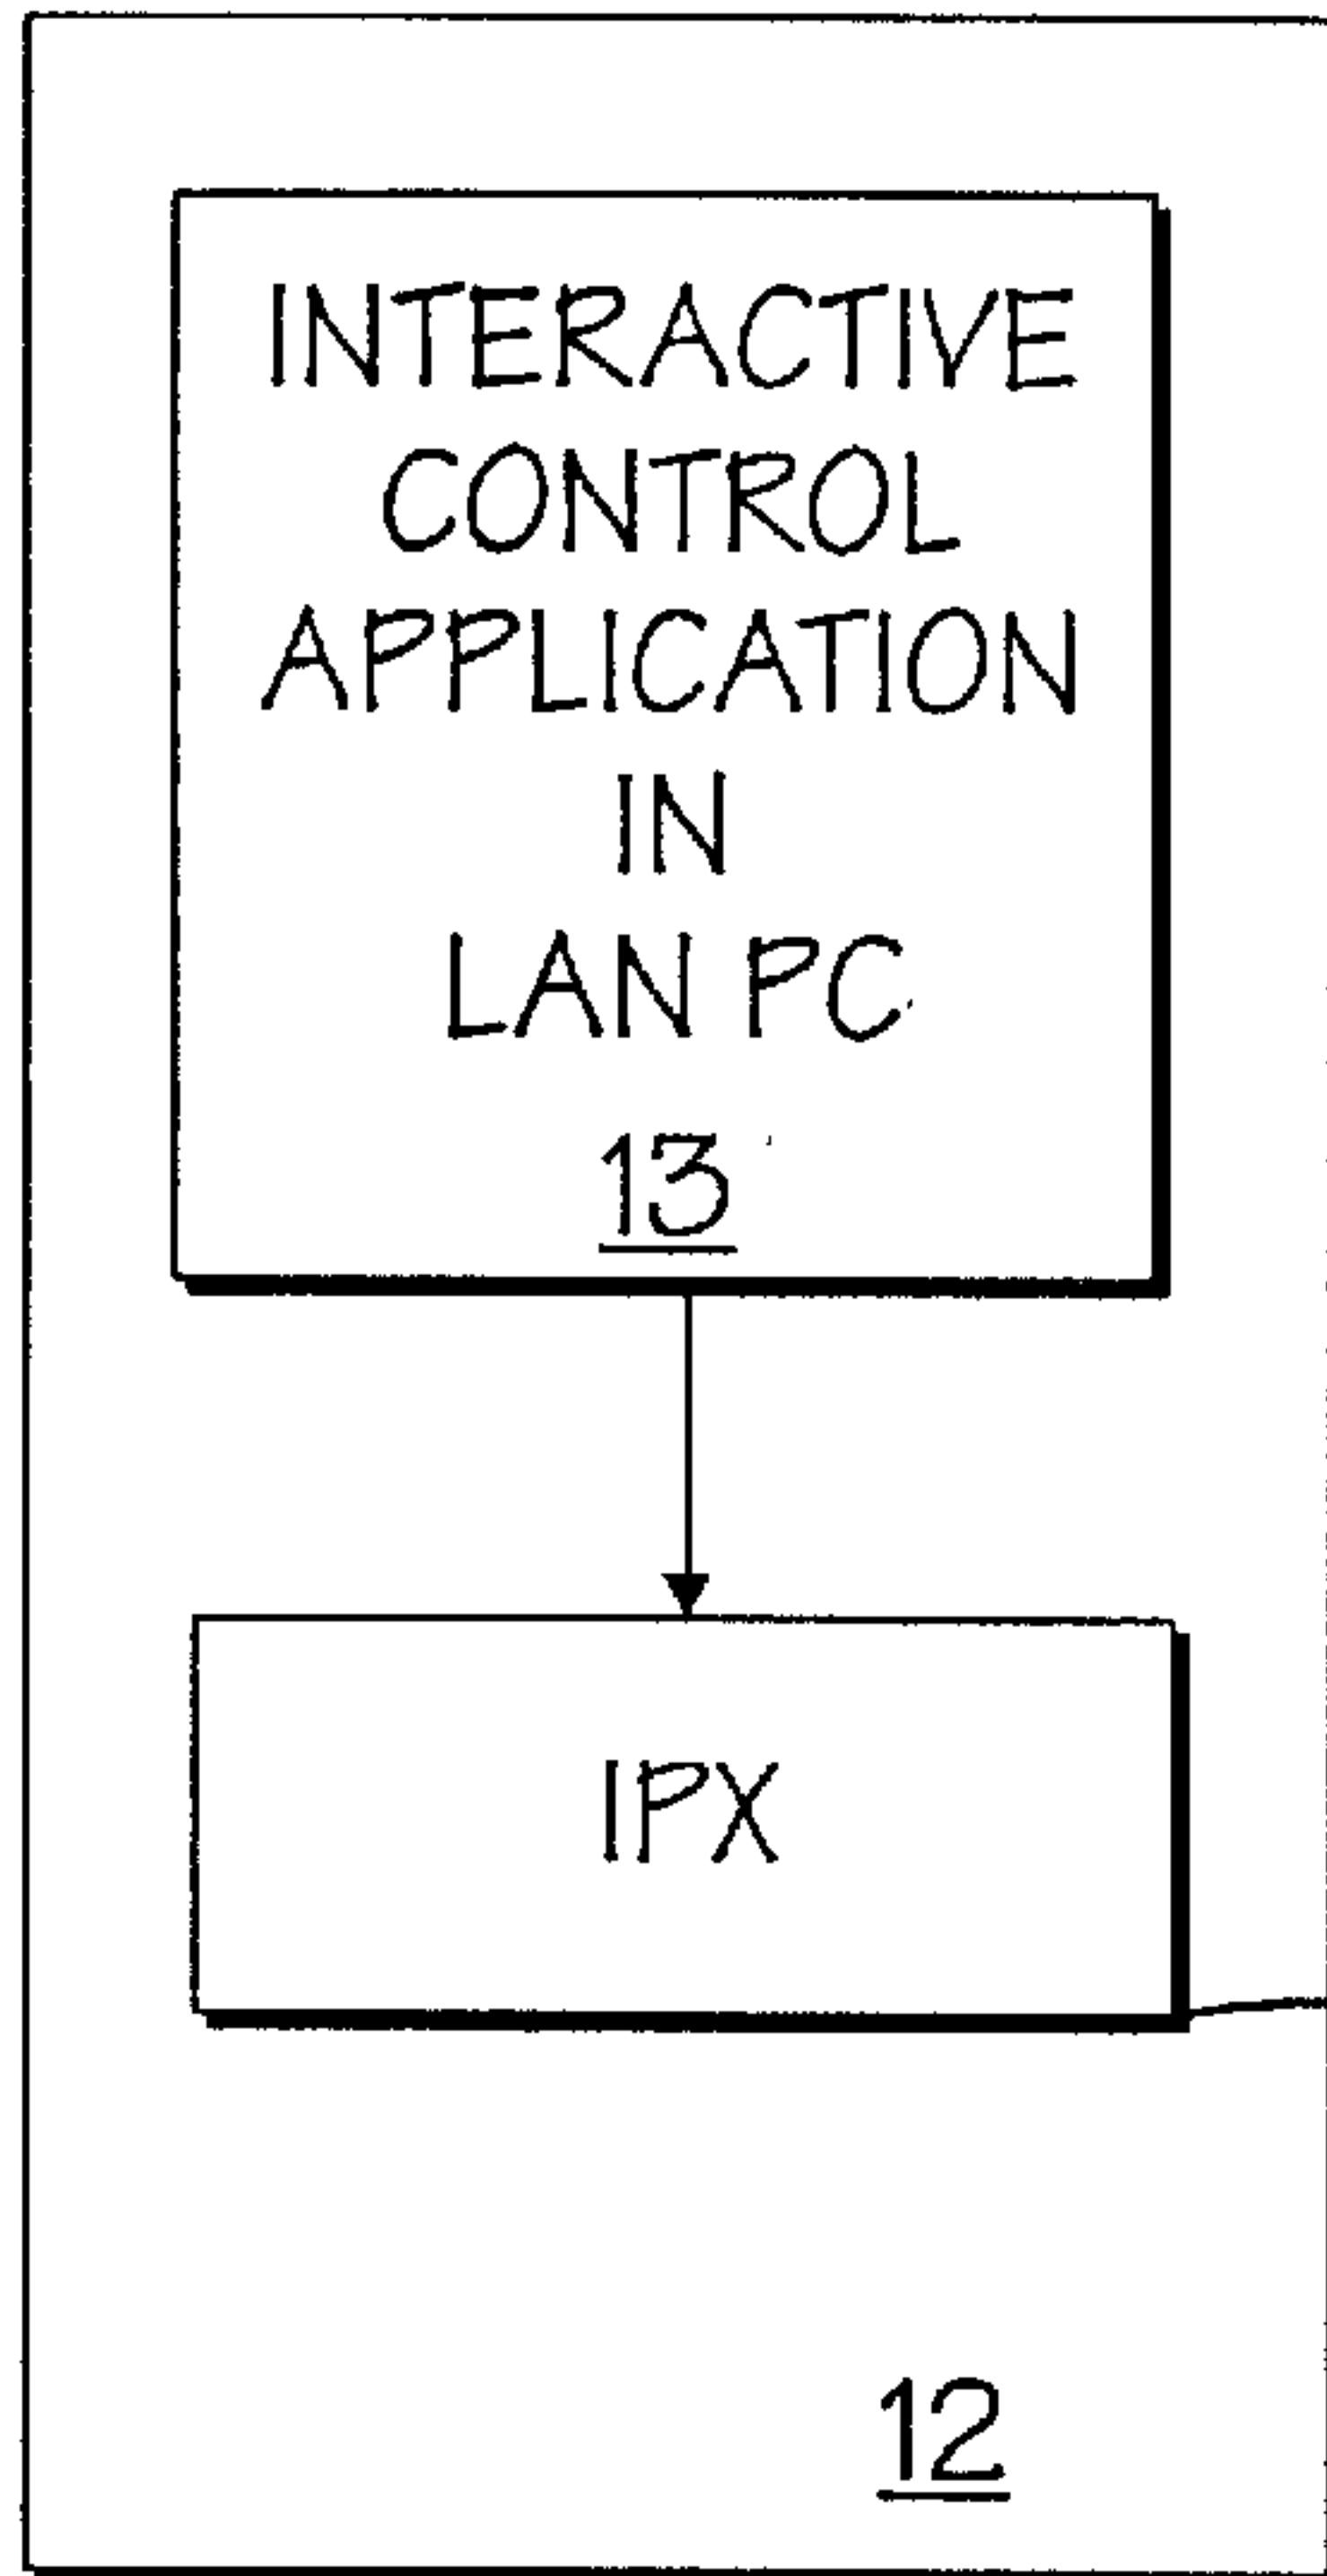 INTERACTIVE
CONTROL
APPLICATION
IN
LAN PC
13
IPX
12